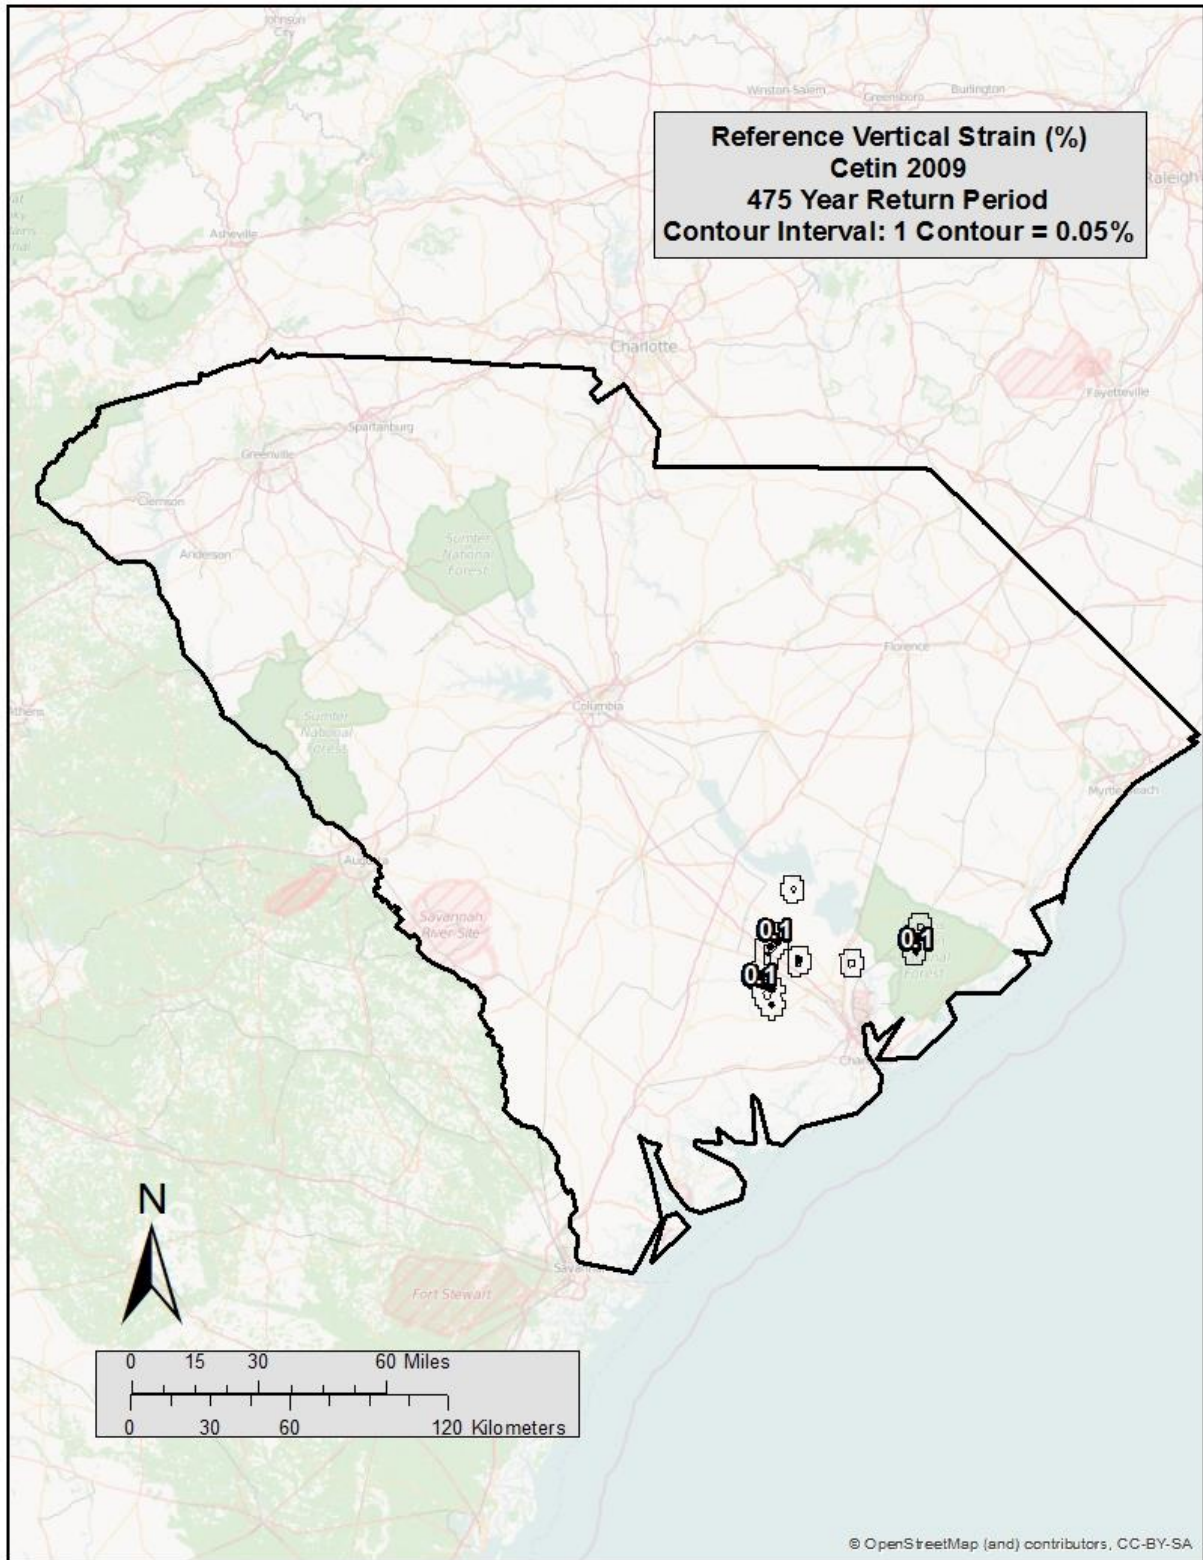 Johnson
City
Winston-Salem
Greensboro
Burlington
Reference Vertical Strain (%)
Cetin 2009
475 Year Return Period
Contour Interval: 1 Contour = 0.05%
Raleigh
Asheville
Charlotte
Fayetteville
Spartanburg
Greenville
Clemson
Sumter
National
Forest
Anderson
Florence
Columbia
Sumter
National
Forest
Myrtle Beach
Augusta
Savannah
River Site
0.1
0.1
0.1
Forest
N
Fort Stewart
0 15 30 60 Miles
0 30 60 120 Kilometers
© OpenStreetMap (and) contributors, CC-BY-SA